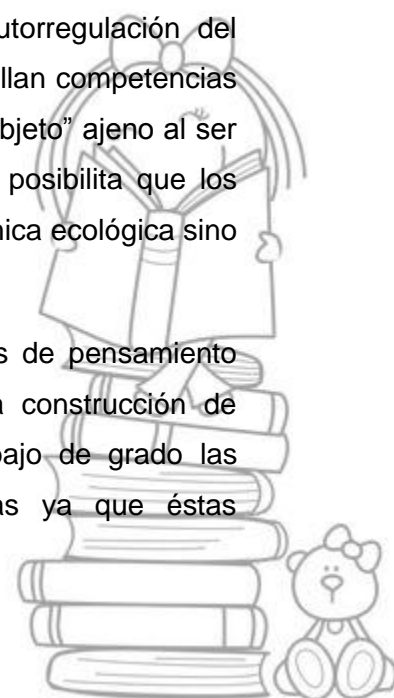 utorregulación del
llan competencias
bjeto” ajeno al ser
posibilita que los
nica ecológica sino
s de pensamiento
a construcción de
bajo de grado las
as ya que éstas